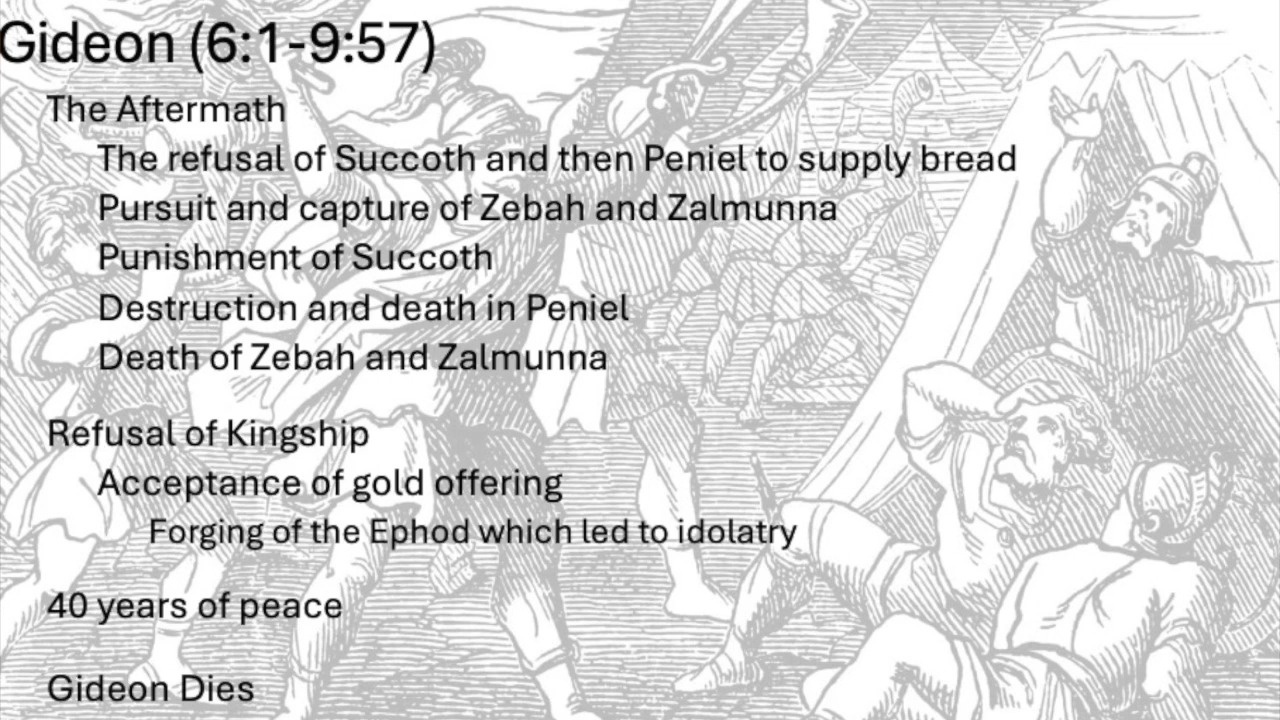 Gideon (6:1-9:57)
The Aftermath
The refusal of Succoth and then Peniel to supply bread
Pursuit and capture of Zebah and Zalmunna
Punishment of Succoth
Destruction and death in Peniel
Death of Zebah and Zalmunna
Refusal of Kingship
Acceptance of gold offering
Forging of the Ephod which led to idolatry
40 years of peace
Gideon Dies